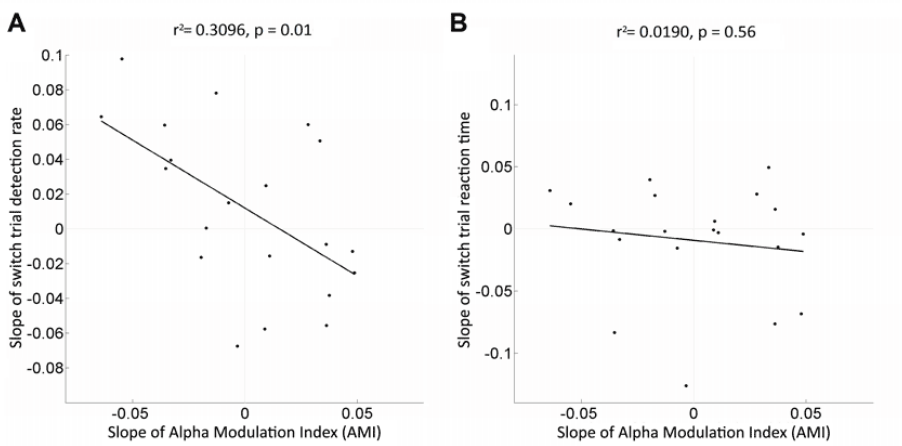 A
r²= 0.3096, p = 0.01
Slope of switch trial detection rate
0.1
0.08
0.06
0.04
0.02
0
-0.02
-0.04
-0.06
-0.08
-0.05
0
0.05
Slope of Alpha Modulation Index (AMI)
B
r²= 0.0190, p = 0.56
Slope of switch trial reaction time
0.1
0.05
0
-0.05
-0.1
-0.05
0
0.05
Slope of Alpha Modulation Index (AMI)